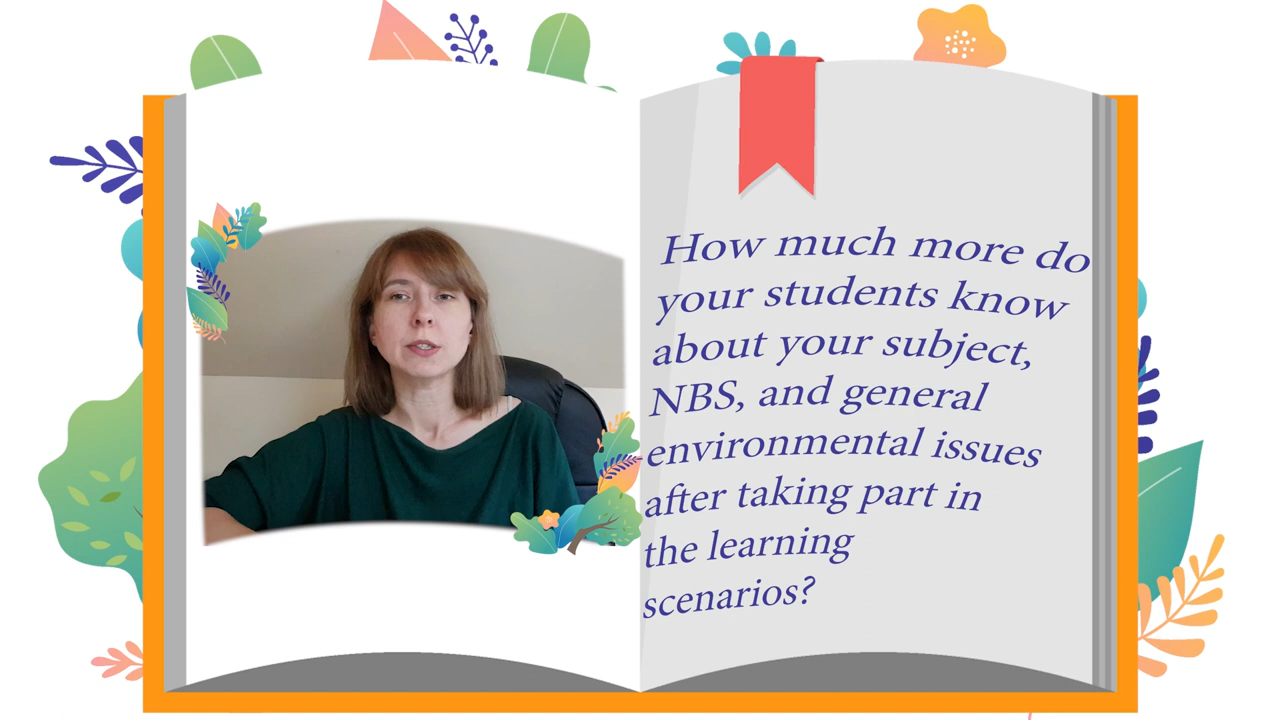 How much more do
your students know
about your subject,
NBS, and general
environmental issues
after taking part in
the learning
scenarios?